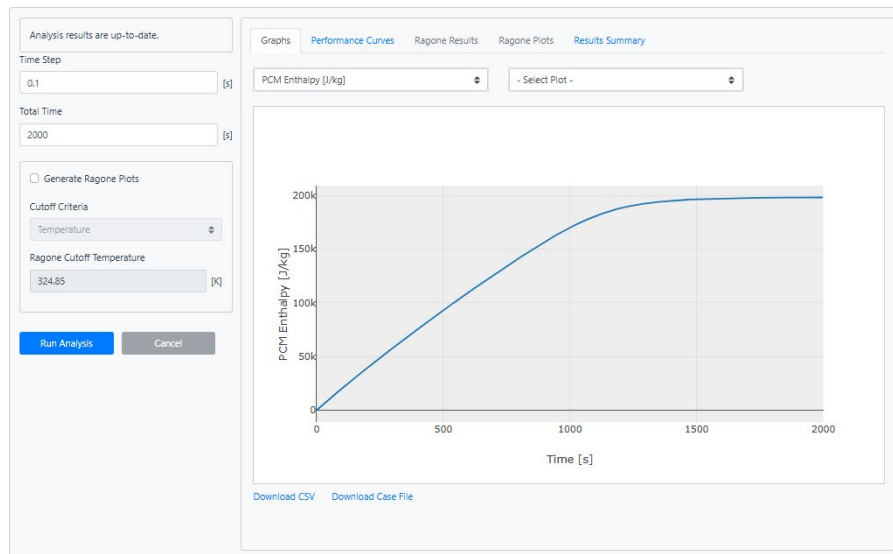 Analysis results are up-to-date.
Time Step
0.1 [s]
Total Time
2000 [s]
Generate Ragone Plots
Cutoff Criteria
Temperature
Ragone Cutoff Temperature
324.85 [K]
Run Analysis Cancel
Graphs Performance Curves Ragone Results Ragone Plots Results Summary
PCM Enthalpy [J/kg] - Select Plot -
PCM Enthalpy [J/kg]
200k
150k
100k
50k
0
0 500 1000 1500 2000
Time [s]
Download CSV Download Case File